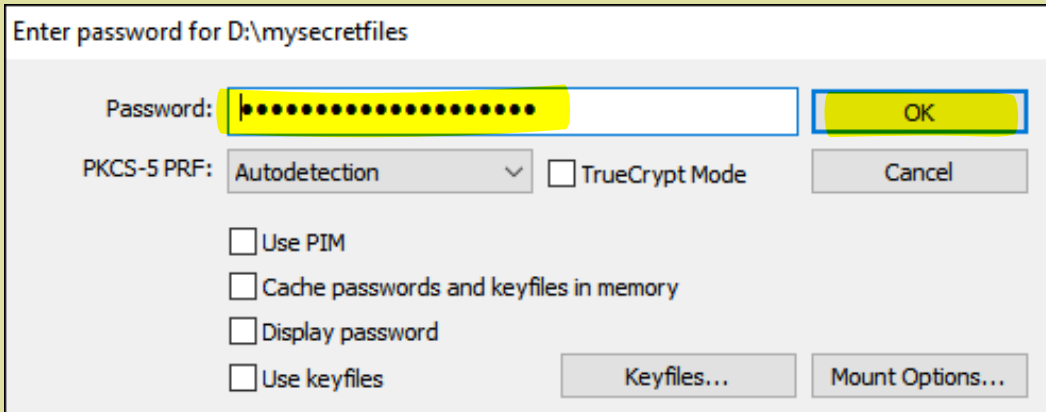 Enter password for D:\mysecretfiles
Password: ●●●●●●●●●●●●●●●●●●●● OK
PKCS-5 PRF: Autodetection TrueCrypt Mode Cancel
Use PIM
Cache passwords and keyfiles in memory
Display password
Use keyfiles Keyfiles... Mount Options...